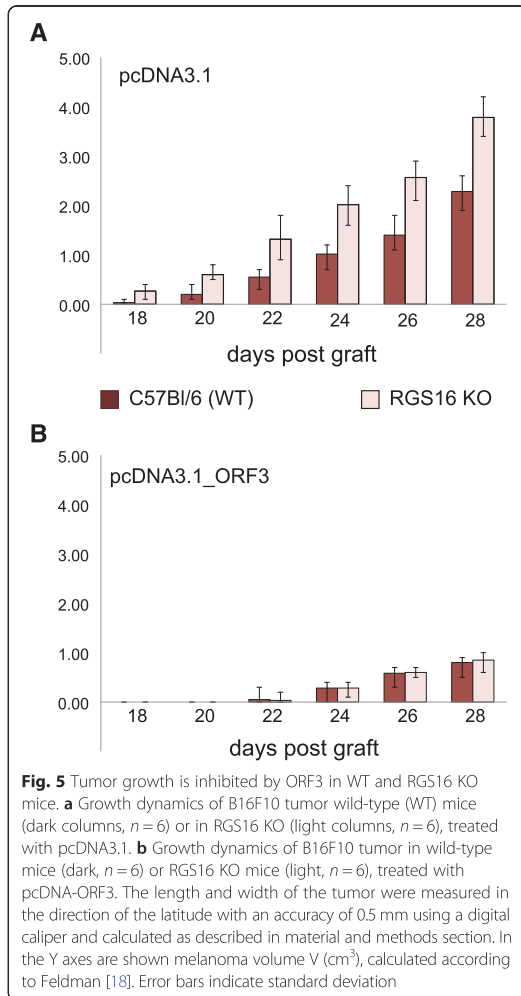 A
5.00
pcDNA3.1
4.00
3.00
2.00
1.00
0.00
18 20 22 24 26 28
days post graft
C57Bl/6 (WT) RGS16 KO
B
5.00
pcDNA3.1_ORF3
4.00
3.00
2.00
1.00
0.00
18 20 22 24 26 28
days post graft
Fig. 5 Tumor growth is inhibited by ORF3 in WT and RGS16 KO
mice. a Growth dynamics of B16F10 tumor wild-type (WT) mice
(dark columns, n = 6) or in RGS16 KO (light columns, n = 6), treated
with pcDNA3.1. b Growth dynamics of B16F10 tumor in wild-type
mice (dark, n = 6) or RGS16 KO mice (light, n = 6), treated with
pcDNA-ORF3. The length and width of the tumor were measured in
the direction of the latitude with an accuracy of 0.5 mm using a digital
caliper and calculated as described in material and methods section. In
the Y axes are shown melanoma volume V (cm³), calculated according
to Feldman [18]. Error bars indicate standard deviation